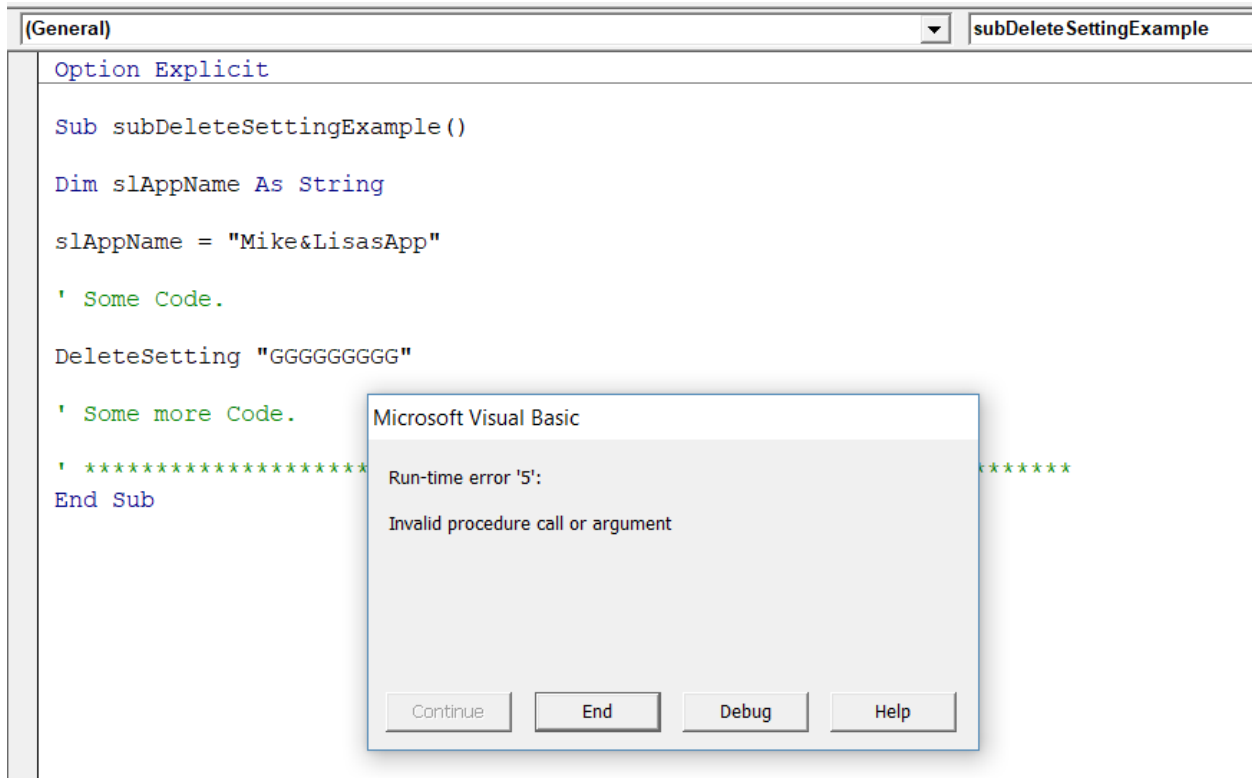 (General) subDeleteSettingExample
Option Explicit
Sub subDeleteSettingExample()
Dim slAppName As String
slAppName = "Mike&LisasApp"
' Some Code.
DeleteSetting "GGGGGGGGG"
' Some more Code.
' ******************** *******
End Sub
Microsoft Visual Basic
Run-time error '5':
Invalid procedure call or argument
Continue End Debug Help